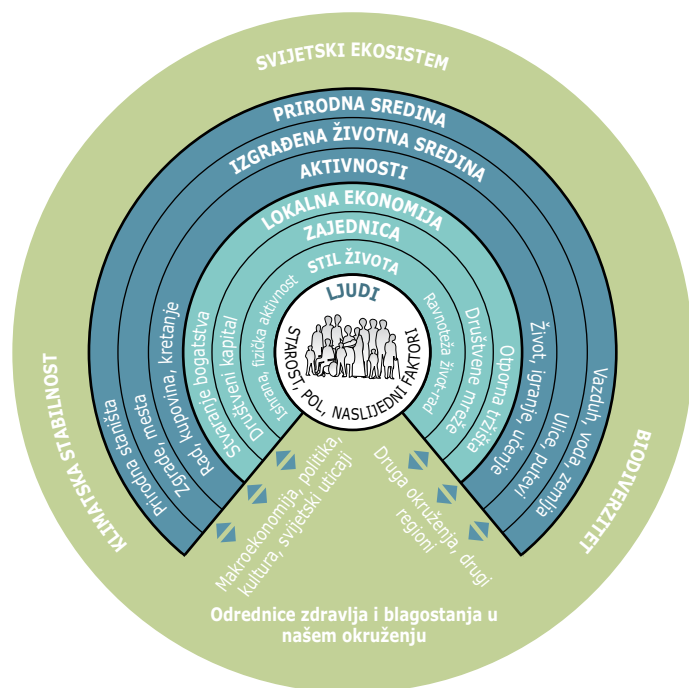 SVIJETSKI EKOSISTEM
PRIRODNA SREDINA
IZGRAĐENA ŽIVOTNA SREDINA
AKTIVNOSTI
LOKALNA EKONOMIJA
ZAJEDNICA
STIL ŽIVOTA
LJUDI
STAROST, POL, NASLIJEDNI FAKTORI
Ishrana, fizička aktivnost
Društveni kapital
Stvaranje bogatstva
Rad, kupovina, kretanje
Zgrade, mesta
Prirodna staništa
KLIMATSKA STABILNOST
Ravnoteža život-rad
Društvene mreže
Otporna tržišta
Život, igranje, učenje
Ulice, putevi
Vazduh, voda, zemlja
BIODIVERZITET
Makroekonomija, politika,
kultura, svijetski uticaji
Druga okruženja, drugi
regioni
Odrednice zdravlja i blagostanja u
našem okruženju